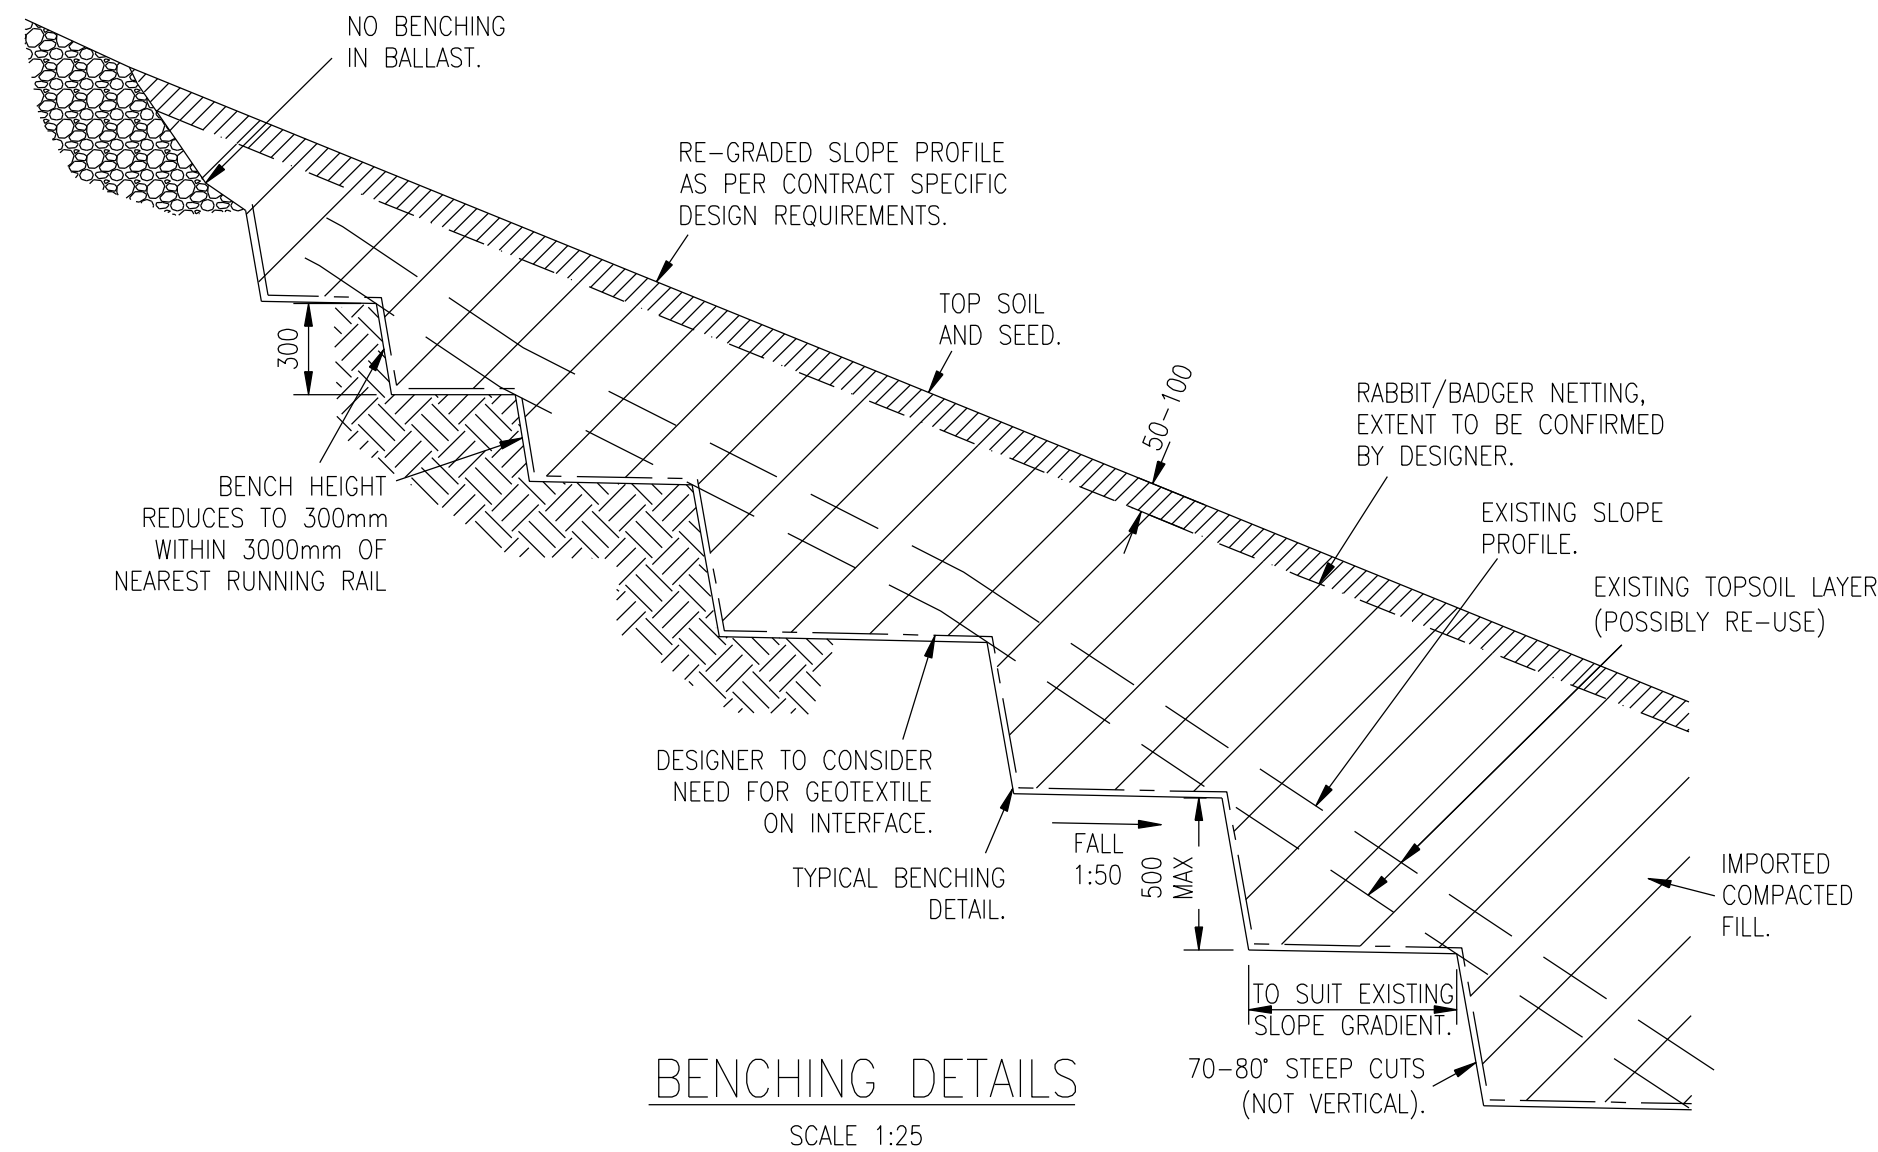 NO BENCHING
IN BALLAST.
RE-GRADED SLOPE PROFILE
AS PER CONTRACT SPECIFIC
DESIGN REQUIREMENTS.
TOP SOIL
AND SEED.
300
50-100
RABBIT/BADGER NETTING,
EXTENT TO BE CONFIRMED
BY DESIGNER.
BENCH HEIGHT
REDUCES TO 300mm
WITHIN 3000mm OF
NEAREST RUNNING RAIL
EXISTING SLOPE
PROFILE.
EXISTING TOPSOIL LAYER
(POSSIBLY RE-USE)
DESIGNER TO CONSIDER
NEED FOR GEOTEXTILE
ON INTERFACE.
FALL
1:50
500
MAX
TYPICAL BENCHING
DETAIL.
IMPORTED
COMPACTED
FILL.
TO SUIT EXISTING
SLOPE GRADIENT.
70-80° STEEP CUTS
(NOT VERTICAL).
BENCHING DETAILS
SCALE 1:25